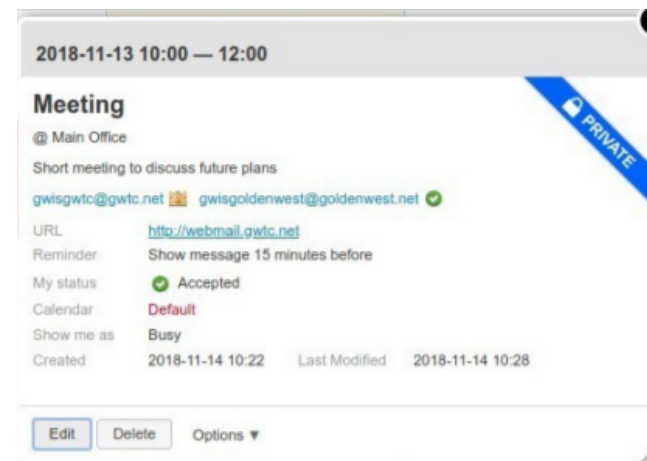 2018-11-13 10:00 — 12:00
Meeting
PRIVATE
@ Main Office
Short meeting to discuss future plans
gwisgwtc@gwtc.net gwisgoldenwest@goldenwest.net
URL http://webmail.gwtc.net
Reminder Show message 15 minutes before
My status Accepted
Calendar Default
Show me as Busy
Created 2018-11-14 10:22 Last Modified 2018-11-14 10:28
Edit Delete Options ▼